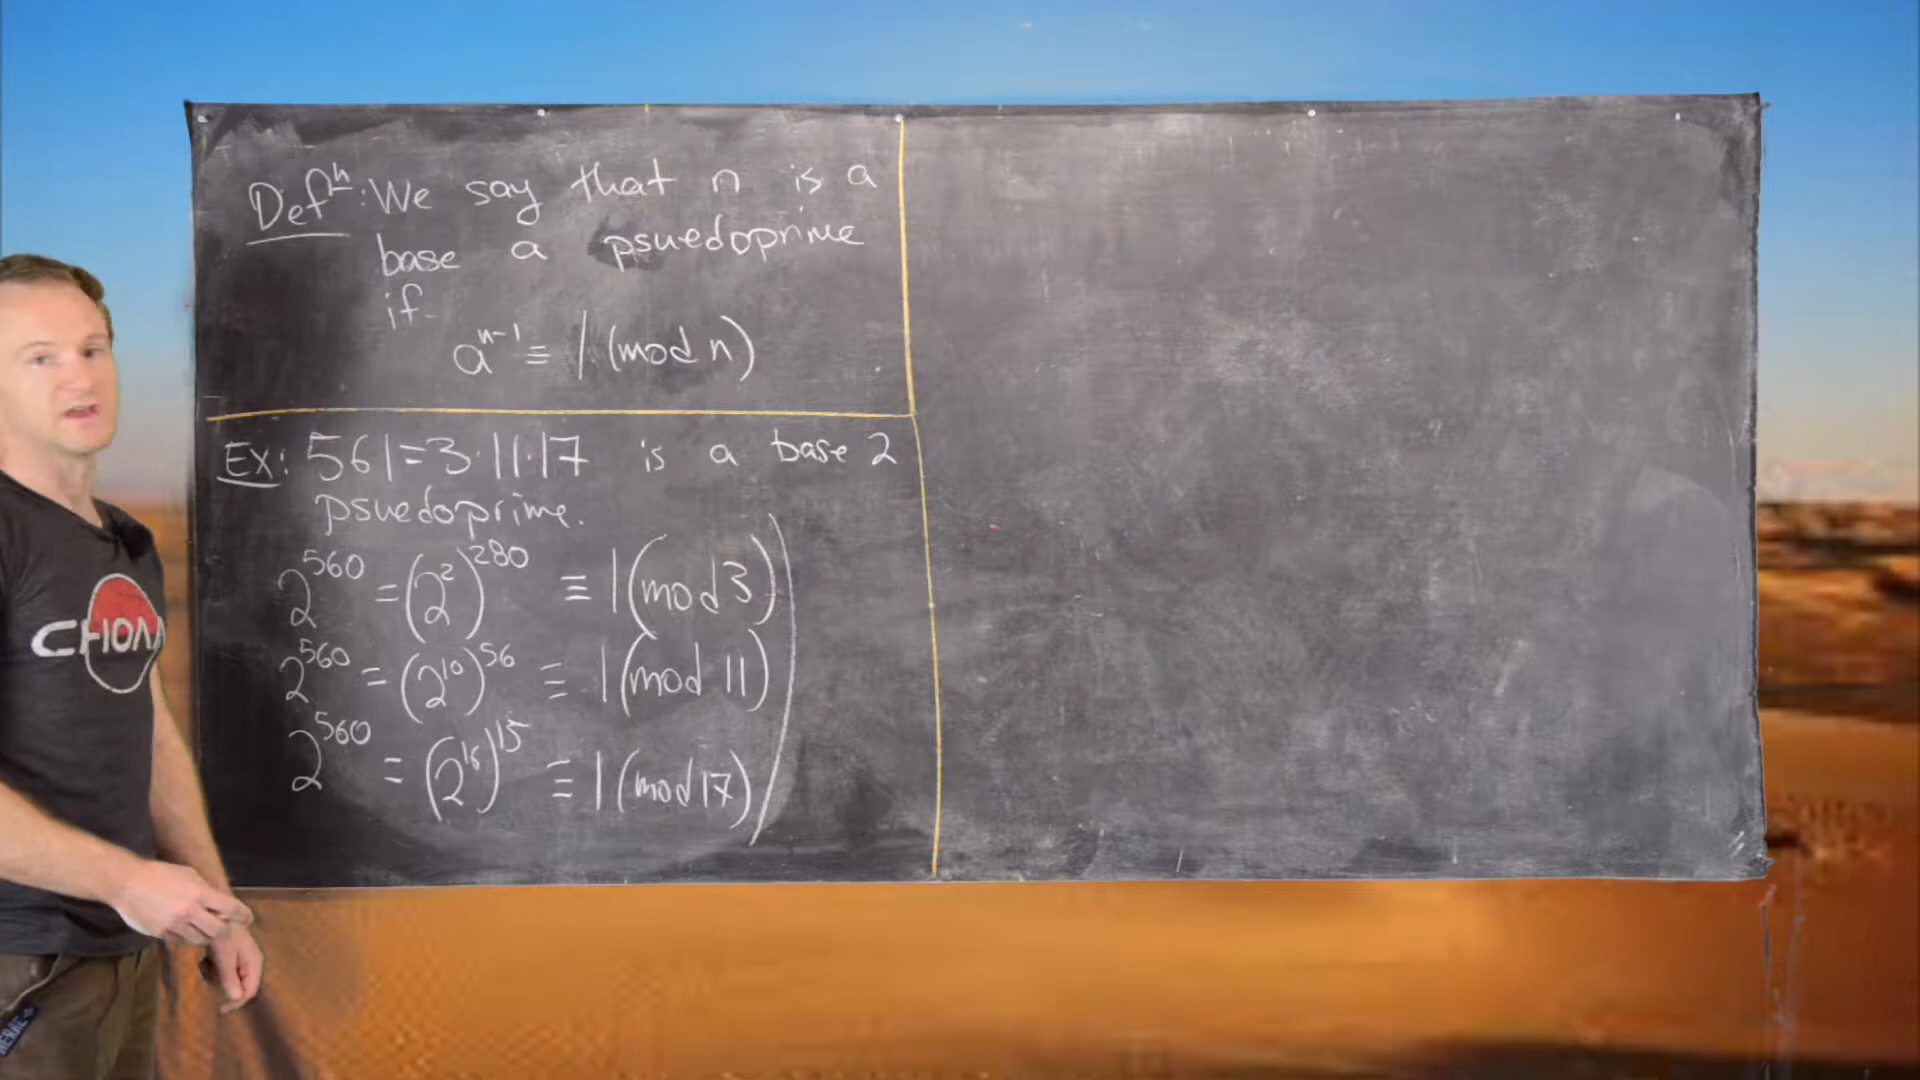 Defⁿ: We say that n is a
base a psuedoprime
if
a^{n-1} ≡ 1 (mod n)
Ex: 561=3·11·17 is a base 2
psuedoprime.
2^{560} = (2^2)^{280} ≡ 1 (mod 3)
2^{560} = (2^{10})^{56} ≡ 1 (mod 11)
2^{560} = (2^{16})^{15} ≡ 1 (mod 17)